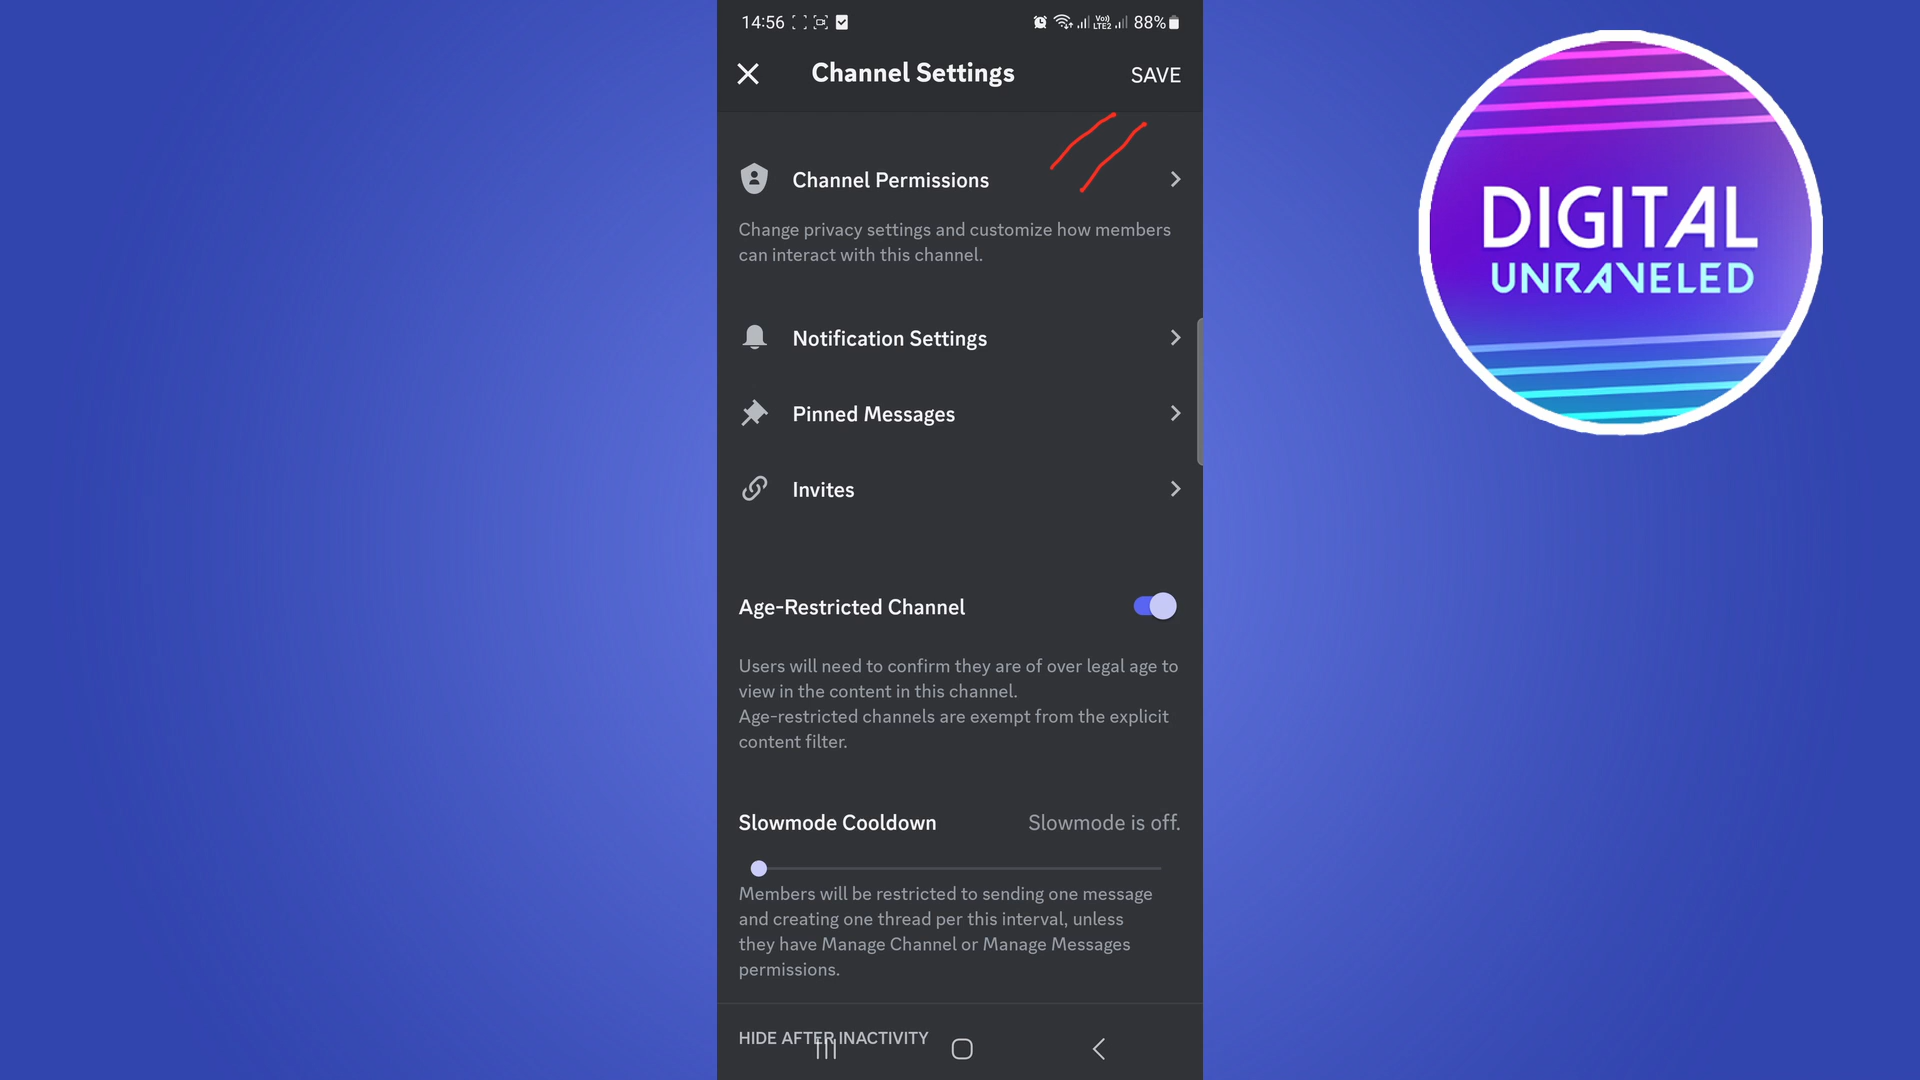 14:56
Vo)) LTE2 88%
Channel Settings
SAVE
Channel Permissions
Change privacy settings and customize how members
can interact with this channel.
Notification Settings
Pinned Messages
Invites
Age-Restricted Channel
Users will need to confirm they are of over legal age to
view in the content in this channel.
Age-restricted channels are exempt from the explicit
content filter.
Slowmode Cooldown
Slowmode is off.
Members will be restricted to sending one message
and creating one thread per this interval, unless
they have Manage Channel or Manage Messages
permissions.
HIDE AFTER INACTIVITY
DIGITAL
UNRAVELED